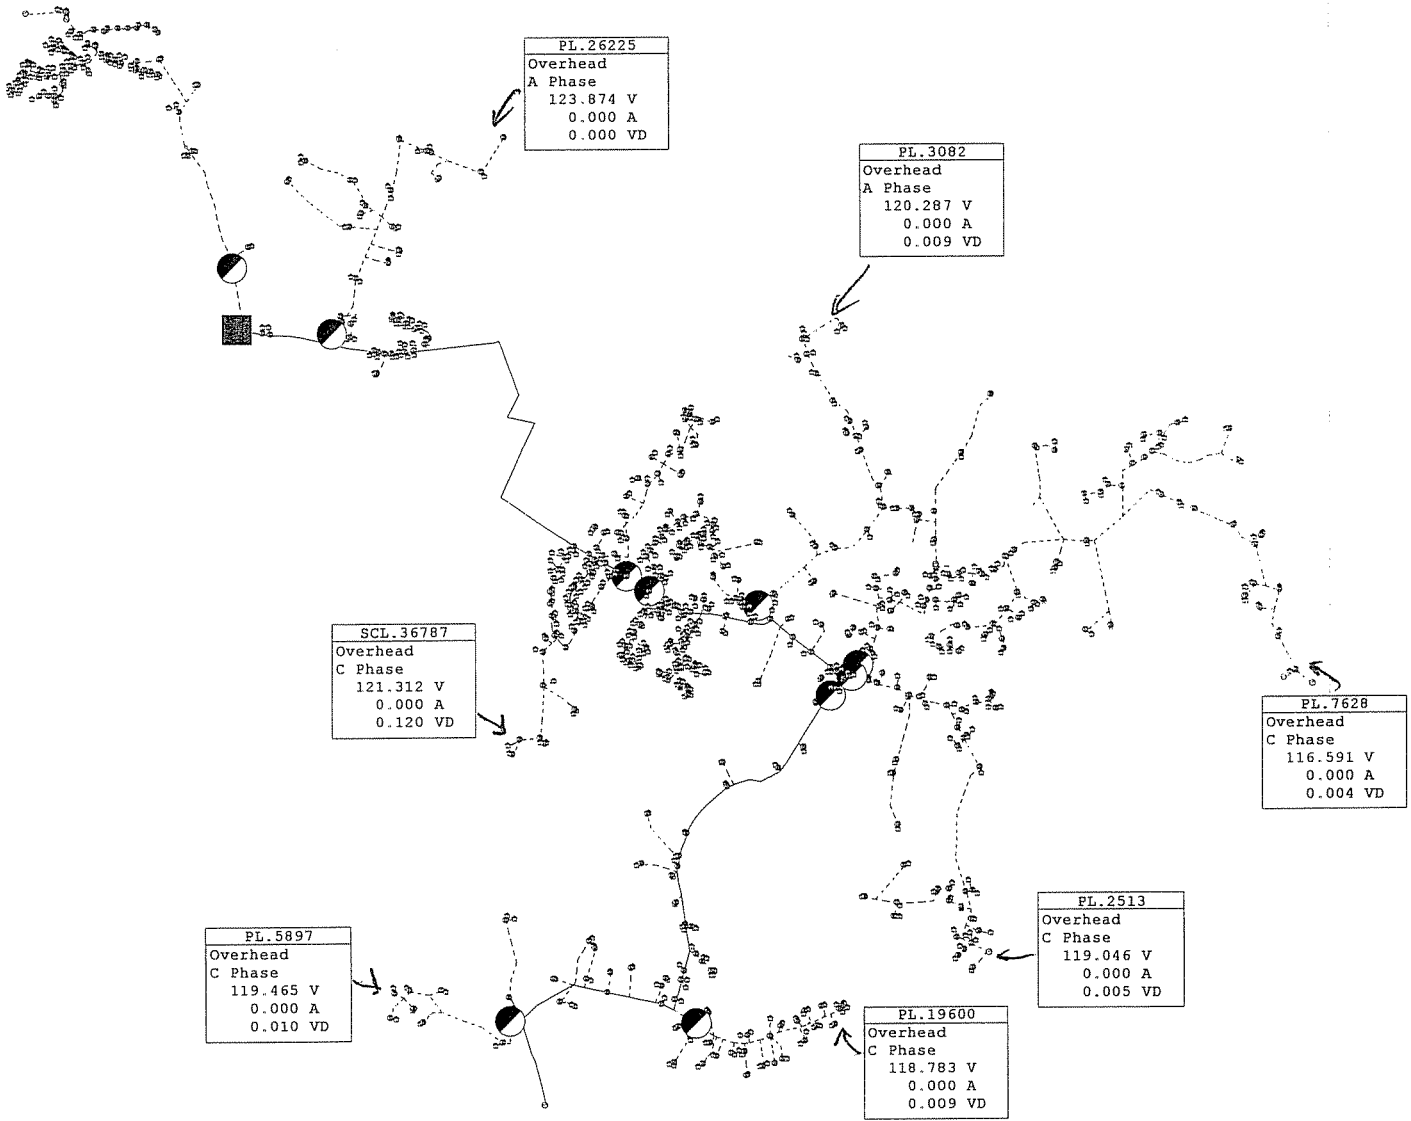 PL.26225
Overhead
A Phase
123.874 V
0.000 A
0.000 VD
PL.3082
Overhead
A Phase
120.287 V
0.000 A
0.009 VD
SCL.36787
Overhead
C Phase
121.312 V
0.000 A
0.120 VD
PL.7628
Overhead
C Phase
116.591 V
0.000 A
0.004 VD
PL.2513
Overhead
C Phase
119.046 V
0.000 A
0.005 VD
PL.5897
Overhead
C Phase
119.465 V
0.000 A
0.010 VD
PL.19600
Overhead
C Phase
118.783 V
0.000 A
0.009 VD